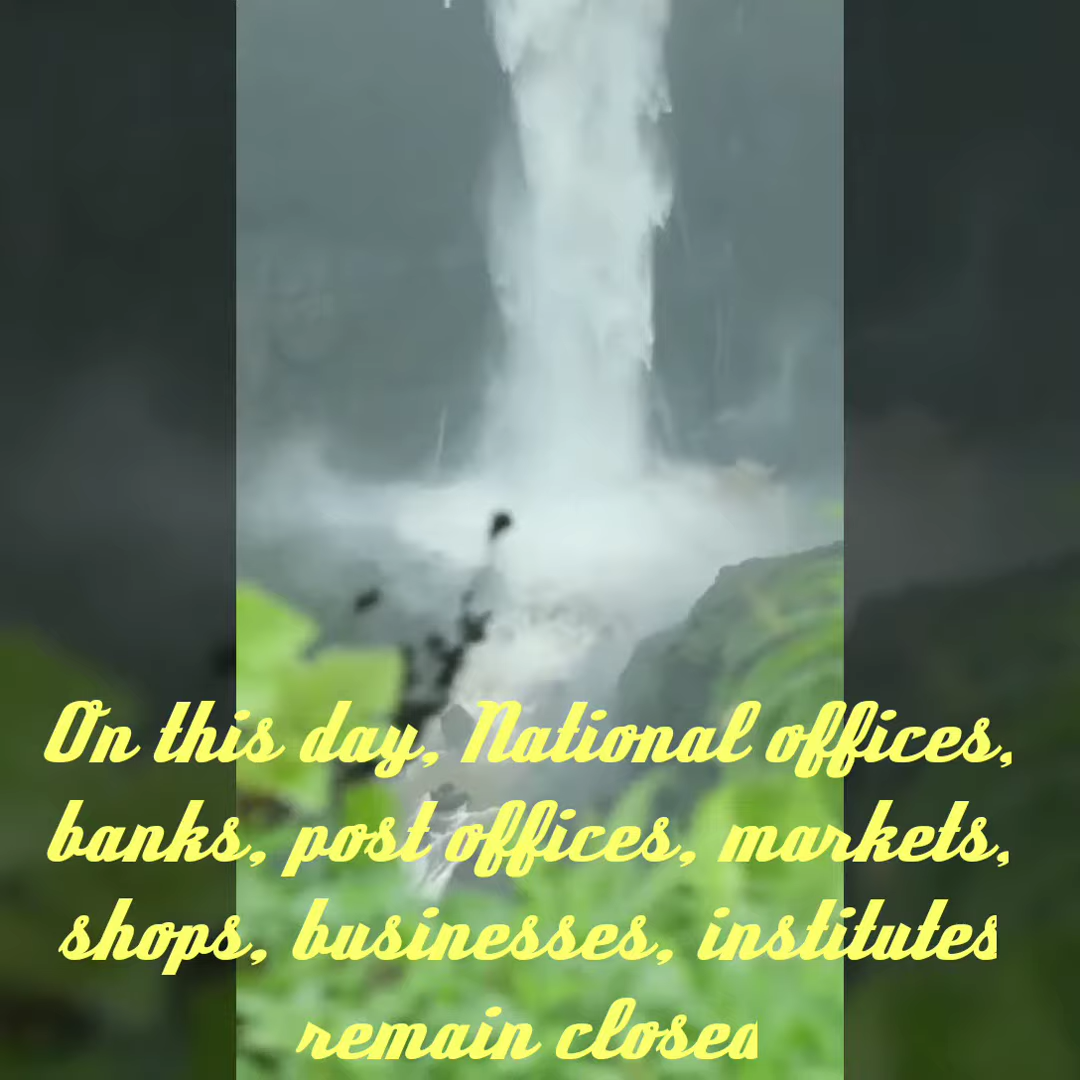 On this day, National offices,
banks, post offices, markets,
shops, businesses, institutes
remain closed